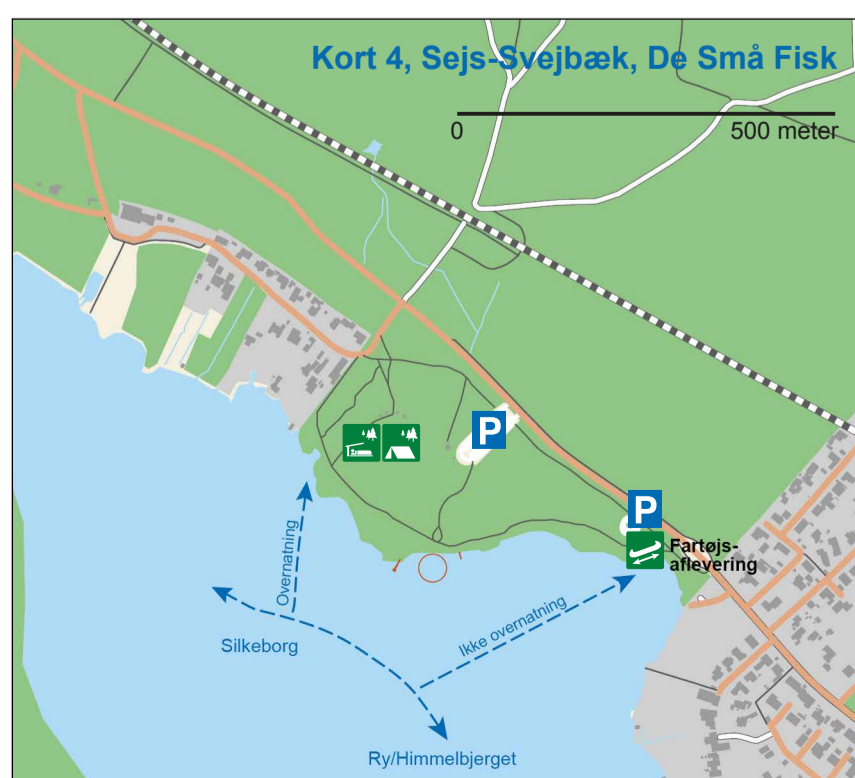 Kort 4, Sejs-Svejbæk, De Små Fisk
0
500 meter
P
P
Fartøjs-
aflevering
Overnatning
Ikke overnatning
Silkeborg
Ry/Himmelbjerget